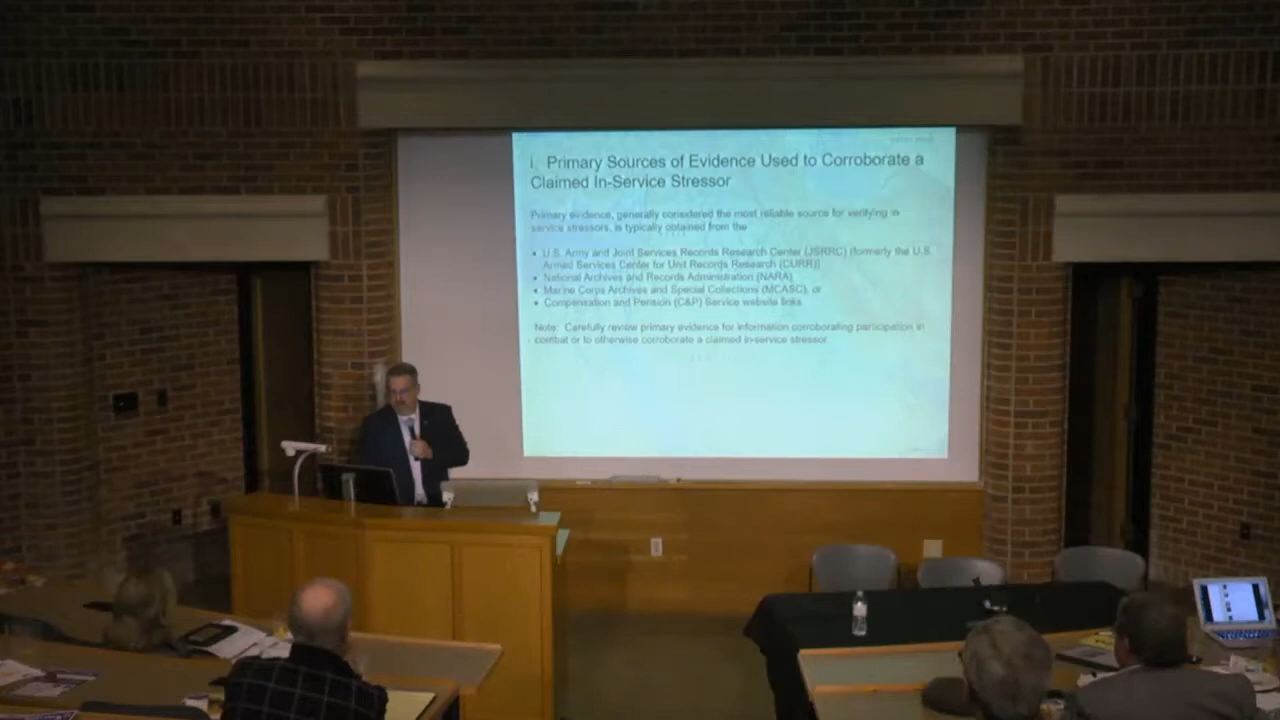 i. Primary Sources of Evidence Used to Corroborate a
Claimed In-Service Stressor
Primary evidence, generally considered the most reliable source for verifying in
service stressors, is typically obtained from the
• U.S. Army and Joint Services Records Research Center (JSRRC) (formerly the U.S.
Armed Services Center for Unit Records Research (CURR))
• National Archives and Records Administration (NARA)
• Marine Corps Archives and Special Collections (MCASC), or
• Compensation and Pension (C&P) Service website links
Note: Carefully review primary evidence for information corroborating participation in
combat or to otherwise corroborate a claimed in-service stressor